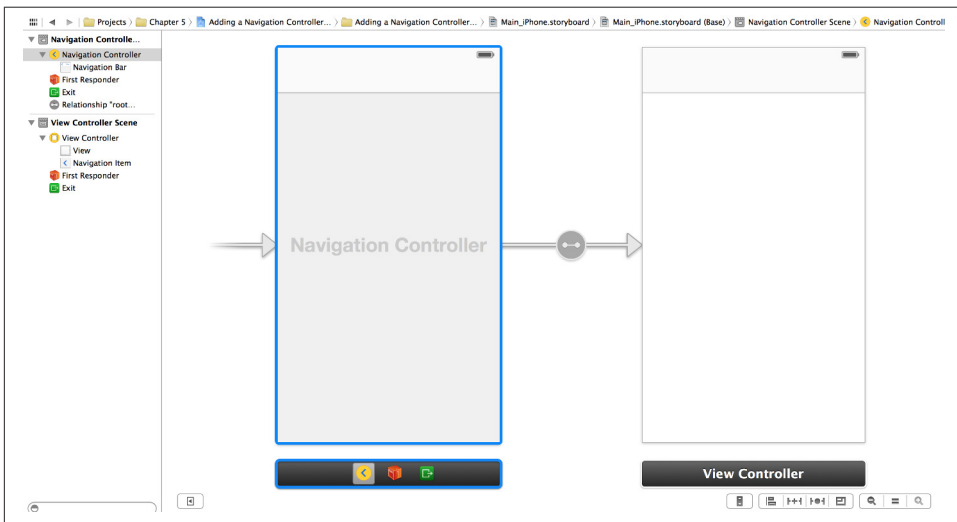 Projects > Chapter 5 > Adding a Navigation Controller... > Adding a Navigation Controller... > Main_iPhone.storyboard > Main_iPhone.storyboard (Base) > Navigation Controller Scene > Navigation Controll
Navigation Controlle...
Navigation Controller
Navigation Bar
First Responder
Exit
Relationship "root...
View Controller Scene
View Controller
View
Navigation Item
First Responder
Exit
Navigation Controller
View Controller